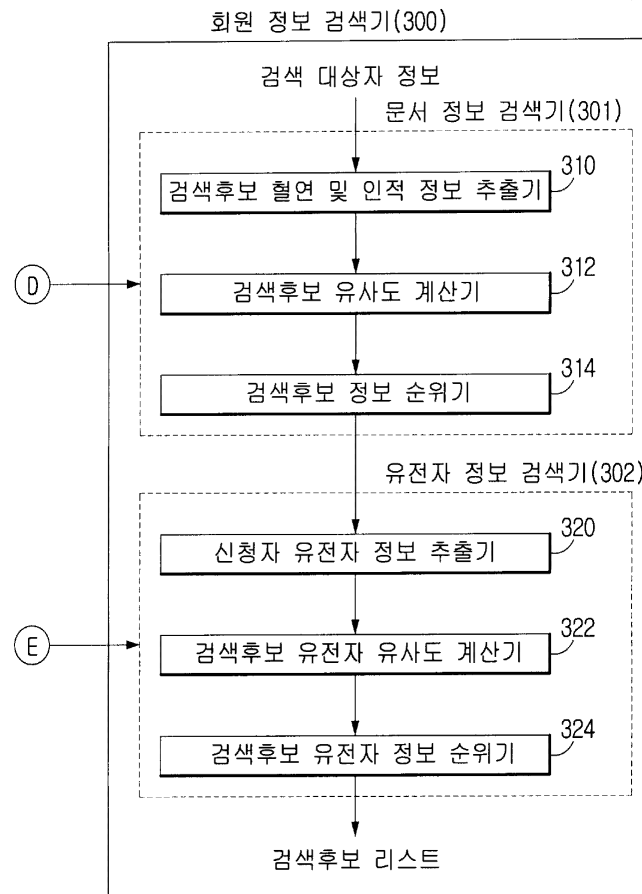 회원 정보 검색기(300)
검색 대상자 정보
문서 정보 검색기(301)
310
검색후보 혈연 및 인적 정보 추출기
312
D
검색후보 유사도 계산기
314
검색후보 정보 순위기
유전자 정보 검색기(302)
320
신청자 유전자 정보 추출기
322
E
검색후보 유전자 유사도 계산기
324
검색후보 유전자 정보 순위기
검색후보 리스트